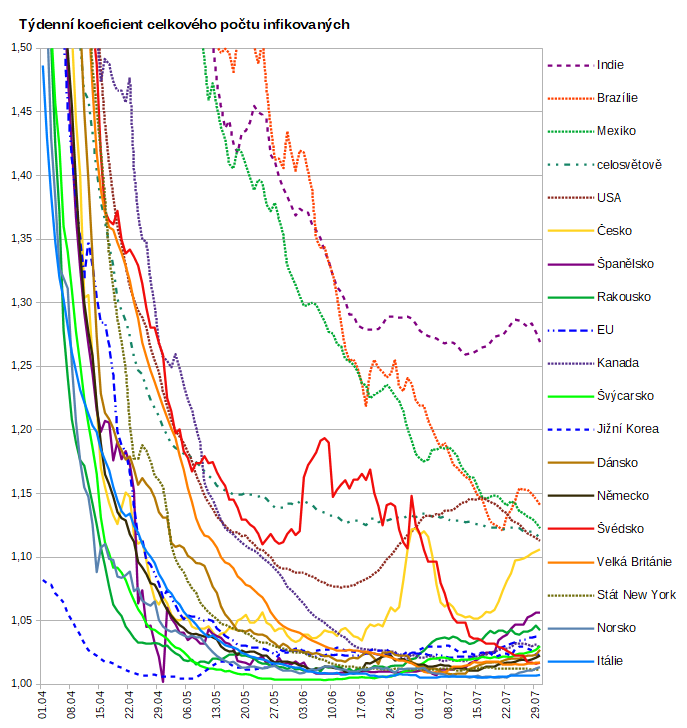 Týdenní koeficient celkového počtu infikovaných
1,50
1,45
1,40
1,35
1,30
1,25
1,20
1,15
1,10
1,05
1,00
01.04
08.04
15.04
22.04
29.04
06.05
13.05
20.05
27.05
03.06
10.06
17.06
24.06
01.07
08.07
15.07
22.07
29.07
Indie
Brazílie
Mexiko
celosvětově
USA
Česko
Španělsko
Rakousko
EU
Kanada
Švýcarsko
Jižní Korea
Dánsko
Německo
Švédsko
Velká Británie
Stát New York
Norsko
Itálie